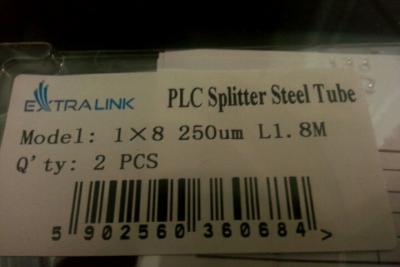 EXTRALINK PLC Splitter Steel Tube
Model: 1×8 250um L1.8M
Q'ty: 2 PCS
5 902560 360684 >